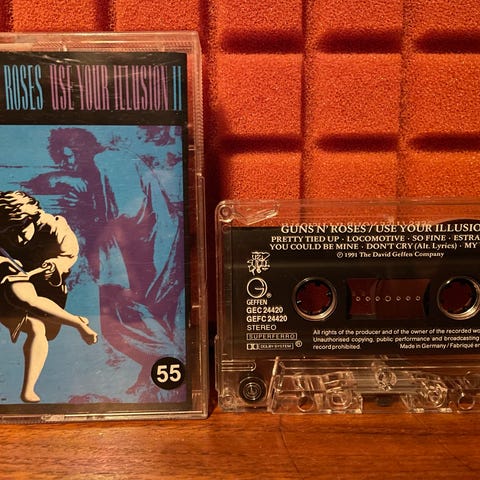 ROSES USE YOUR ILLUSION II
55
GUNS N' ROSES / USE YOUR ILLUSIO
PRETTY TIED UP · LOCOMOTIVE · SO FINE · ESTRA
YOU COULD BE MINE · DON'T CRY (Alt. Lyrics) · MY
℗ © 1991 The David Geffen Company
G
GEFFEN
GEC 24420
GEFC 24420
STEREO
SUPERFERRO
DOLBY SYSTEM
All rights of the producer and of the owner of the recorded wo
Unauthorised copying, public performance and broadcasting
record prohibited. Made in Germany / Fabriqué en